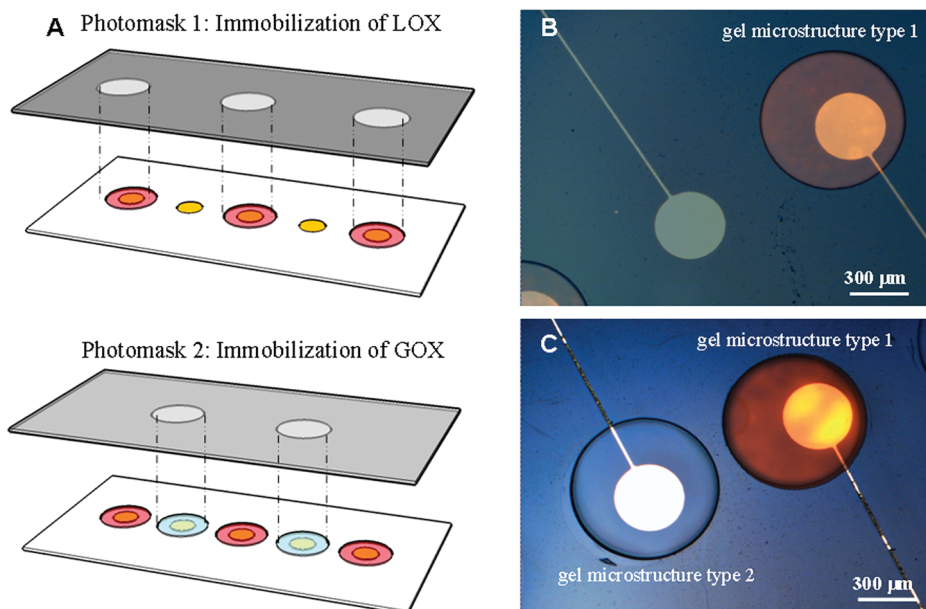 A Photomask 1: Immobilization of LOX
B
gel microstructure type 1
300 µm
Photomask 2: Immobilization of GOX
C
gel microstructure type 1
gel microstructure type 2
300 µm